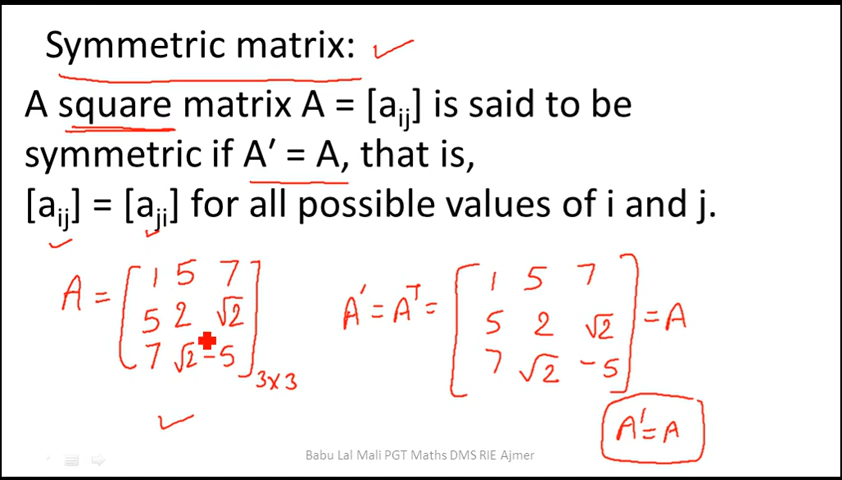 Symmetric matrix: ✓
A square matrix A = [aij] is said to be
symmetric if A′ = A, that is,
[aij] = [aji] for all possible values of i and j.
A = [1 5 7
5 2 √2
7 √2 -5] 3×3
A' = Aᵀ = [1 5 7
5 2 √2
7 √2 -5] = A
A' = A
Babu Lal Mali PGT Maths DMS RIE Ajmer